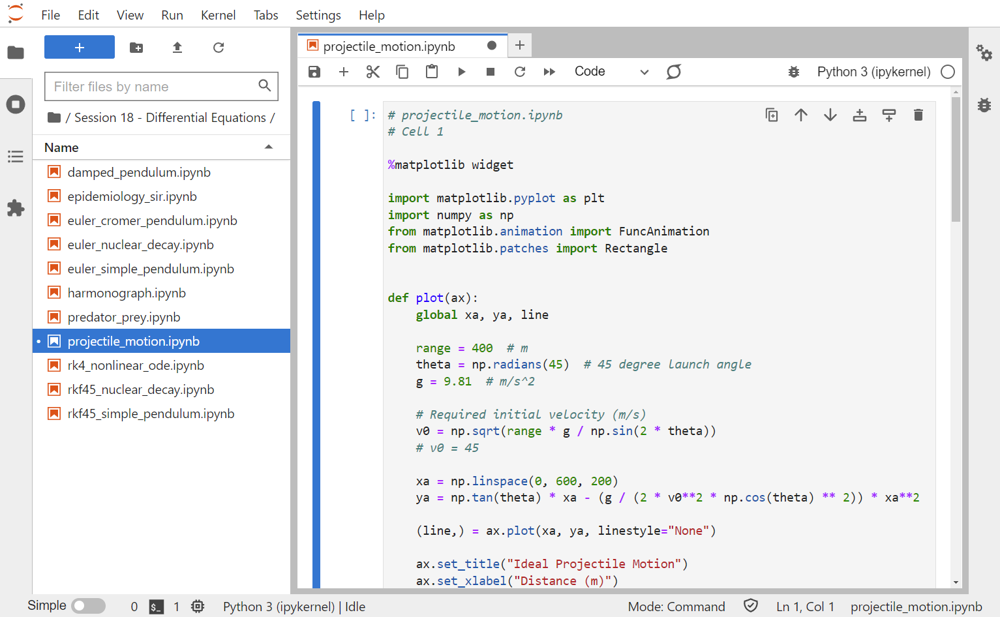 File Edit View Run Kernel Tabs Settings Help
Filter files by name
/ Session 18 - Differential Equations /
Name
damped_pendulum.ipynb
epidemiology_sir.ipynb
euler_cromer_pendulum.ipynb
euler_nuclear_decay.ipynb
euler_simple_pendulum.ipynb
harmonograph.ipynb
predator_prey.ipynb
projectile_motion.ipynb
rk4_nonlinear_ode.ipynb
rkf45_nuclear_decay.ipynb
rkf45_simple_pendulum.ipynb
projectile_motion.ipynb
Code Python 3 (ipykernel)
[ ]: # projectile_motion.ipynb
# Cell 1
%matplotlib widget
import matplotlib.pyplot as plt
import numpy as np
from matplotlib.animation import FuncAnimation
from matplotlib.patches import Rectangle
def plot(ax):
    global xa, ya, line
    range = 400  # m
    theta = np.radians(45)  # 45 degree launch angle
    g = 9.81  # m/s^2
    # Required initial velocity (m/s)
    v0 = np.sqrt(range * g / np.sin(2 * theta))
    # v0 = 45
    xa = np.linspace(0, 600, 200)
    ya = np.tan(theta) * xa - (g / (2 * v0**2 * np.cos(theta) ** 2)) * xa**2
    (line,) = ax.plot(xa, ya, linestyle="None")
    ax.set_title("Ideal Projectile Motion")
    ax.set_xlabel("Distance (m)")
Simple 0 $_ 1 Python 3 (ipykernel) | Idle Mode: Command Ln 1, Col 1 projectile_motion.ipynb